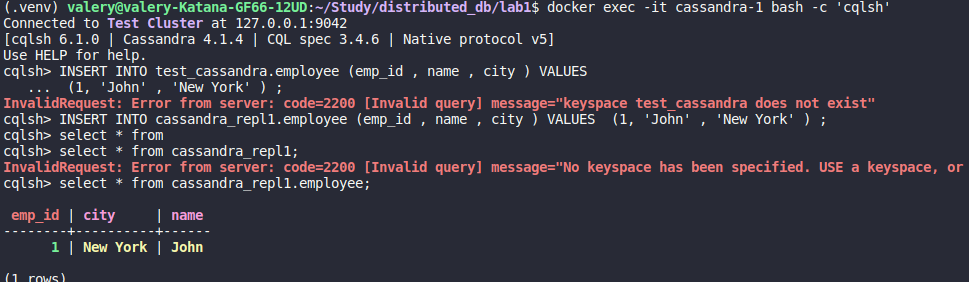 (.venv) valery@valery-Katana-GF66-12UD:~/Study/distributed_db/lab1$ docker exec -it cassandra-1 bash -c 'cqlsh'
Connected to Test Cluster at 127.0.0.1:9042
[cqlsh 6.1.0 | Cassandra 4.1.4 | CQL spec 3.4.6 | Native protocol v5]
Use HELP for help.
cqlsh> INSERT INTO test_cassandra.employee (emp_id , name , city ) VALUES
   ...  (1, 'John' , 'New York' ) ;
InvalidRequest: Error from server: code=2200 [Invalid query] message="keyspace test_cassandra does not exist"
cqlsh> INSERT INTO cassandra_repl1.employee (emp_id , name , city ) VALUES  (1, 'John' , 'New York' ) ;
cqlsh> select * from
cqlsh> select * from cassandra_repl1;
InvalidRequest: Error from server: code=2200 [Invalid query] message="No keyspace has been specified. USE a keyspace, or
cqlsh> select * from cassandra_repl1.employee;
 emp_id | city     | name
--------+----------+------
      1 | New York | John
(1 rows)